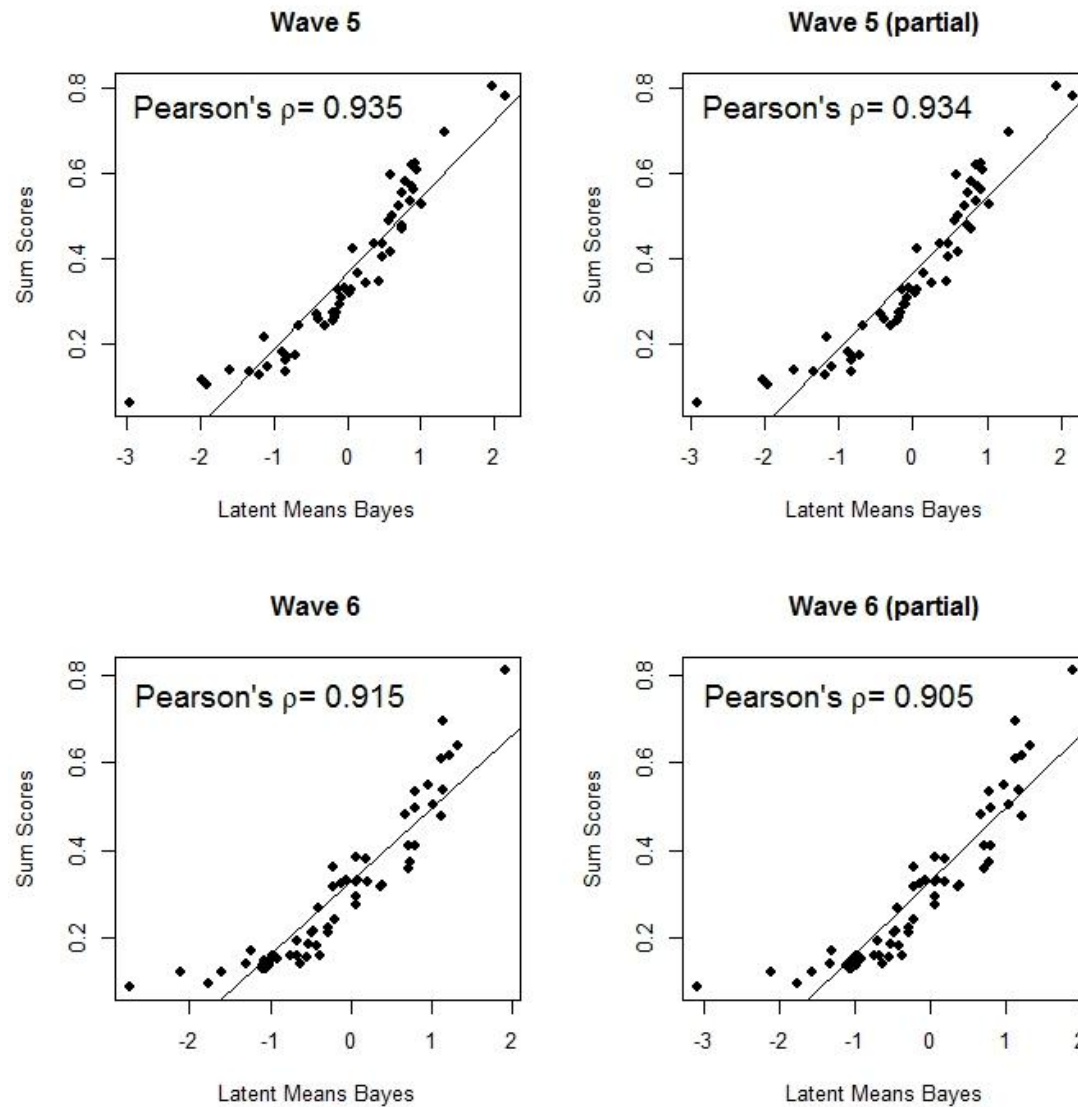 Wave 5
Pearson's ρ= 0.935
Sum Scores
0.2 0.4 0.6 0.8
-3 -2 -1 0 1 2
Latent Means Bayes
Wave 5 (partial)
Pearson's ρ= 0.934
Sum Scores
0.2 0.4 0.6 0.8
-3 -2 -1 0 1 2
Latent Means Bayes
Wave 6
Pearson's ρ= 0.915
Sum Scores
0.2 0.4 0.6 0.8
-2 -1 0 1 2
Latent Means Bayes
Wave 6 (partial)
Pearson's ρ= 0.905
Sum Scores
0.2 0.4 0.6 0.8
-3 -2 -1 0 1 2
Latent Means Bayes